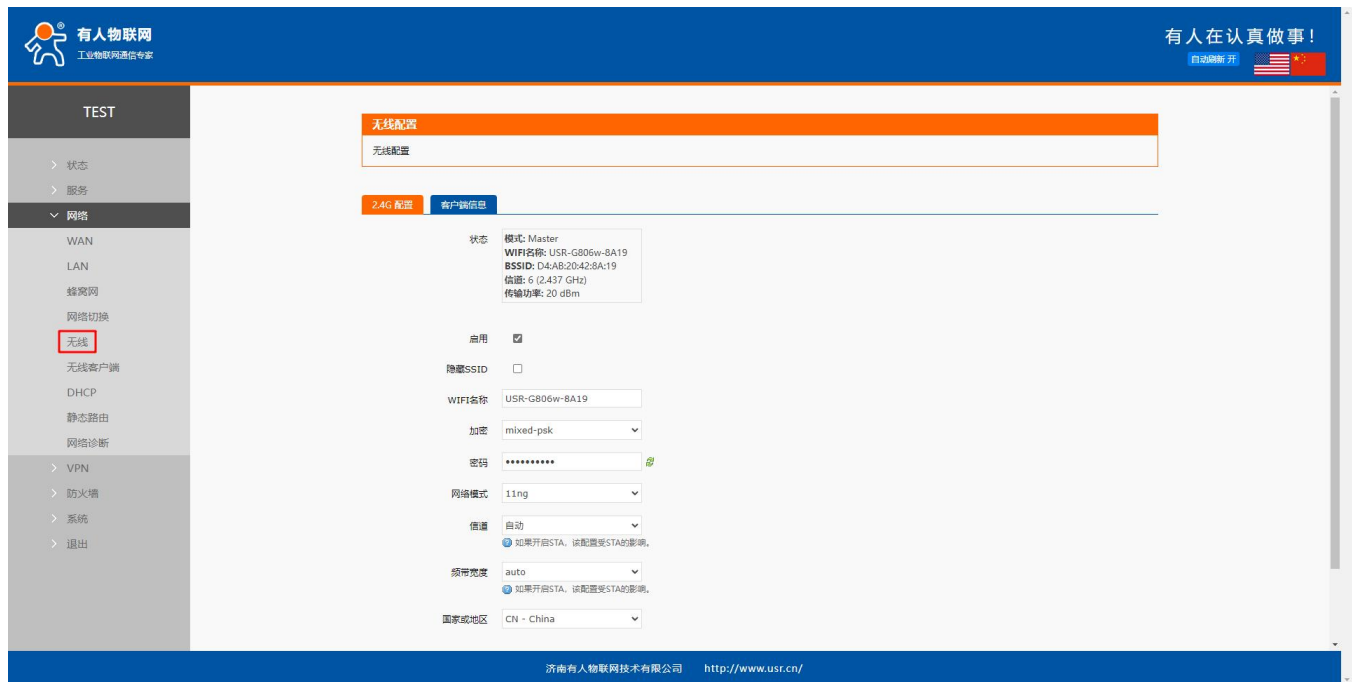 有人物联网
®
工业物联网通信专家
有人在认真做事!
自动刷新 开
TEST
状态
服务
网络
WAN
LAN
蜂窝网
网络切换
无线
无线客户端
DHCP
静态路由
网络诊断
VPN
防火墙
系统
退出
无线配置
无线配置
2.4G 配置 客户端信息
状态
模式: Master
WIFI名称: USR-G806w-8A19
BSSID: D4:AB:20:42:8A:19
信道: 6 (2.437 GHz)
传输功率: 20 dBm
启用
隐藏SSID
WIFI名称 USR-G806w-8A19
加密 mixed-psk
密码 ••••••••••
网络模式 11ng
信道 自动
如果开启STA, 该配置受STA的影响。
频带宽度 auto
如果开启STA, 该配置受STA的影响。
国家或地区 CN - China
济南有人物联网技术有限公司 http://www.usr.cn/